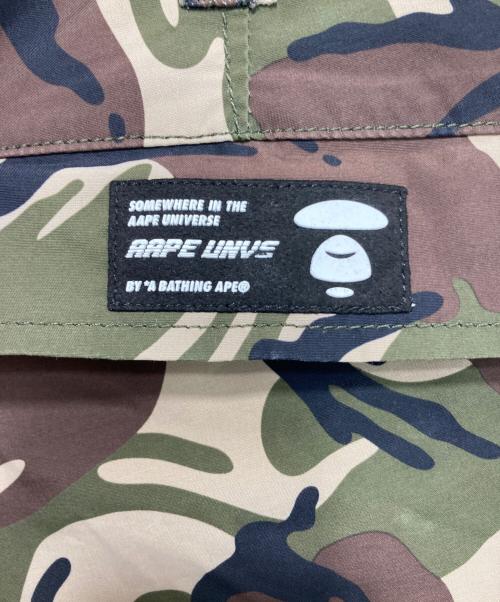 SOMEWHERE IN THE
AAPE UNIVERSE
AAPE UNVS
BY *A BATHING APE®